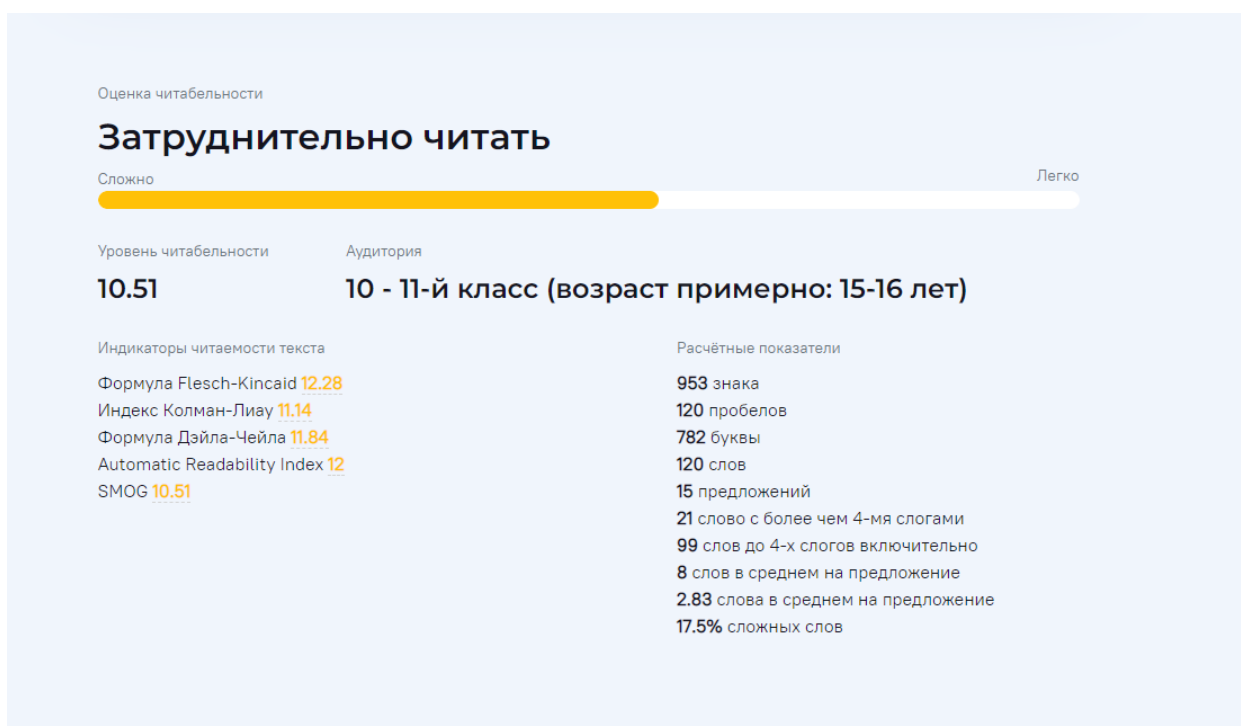 Оценка читабельности
Затруднительно читать
Сложно
Легко
Уровень читабельности
Аудитория
10.51
10 - 11-й класс (возраст примерно: 15-16 лет)
Индикаторы читаемости текста
Расчётные показатели
Формула Flesch-Kincaid 12.28
Индекс Колман-Лиау 11.14
Формула Дэйла-Чейла 11.84
Automatic Readability Index 12
SMOG 10.51
953 знака
120 пробелов
782 буквы
120 слов
15 предложений
21 слово с более чем 4-мя слогами
99 слов до 4-х слогов включительно
8 слов в среднем на предложение
2.83 слова в среднем на предложение
17.5% сложных слов